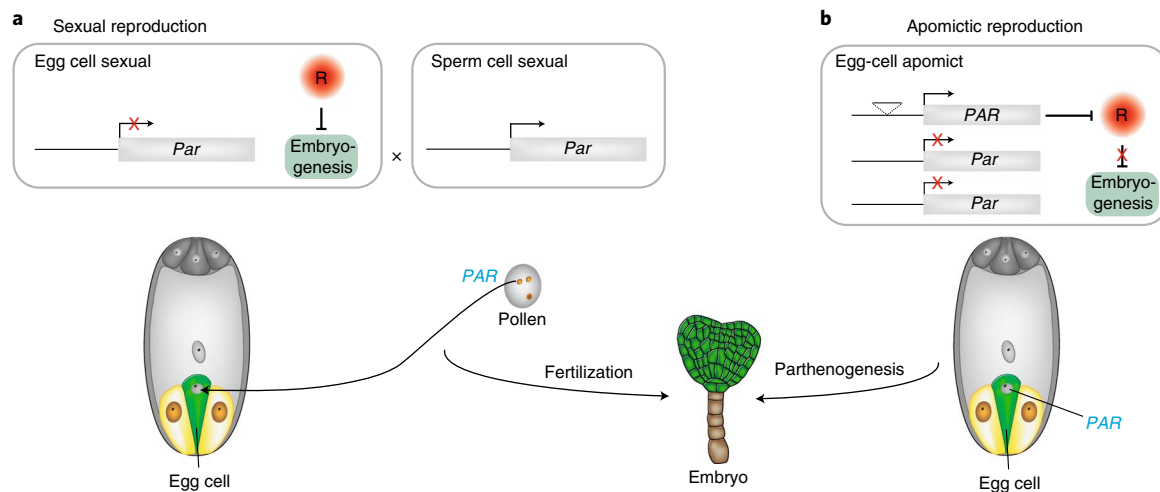 a Sexual reproduction
Egg cell sexual
R
X
Par
Embryo-
genesis
×
Sperm cell sexual
Par
b Apomictic reproduction
Egg-cell apomict
PAR
R
X
Par
X
Embryo-
genesis
X
Par
PAR
Pollen
Fertilization
Parthenogenesis
PAR
Egg cell
Embryo
Egg cell